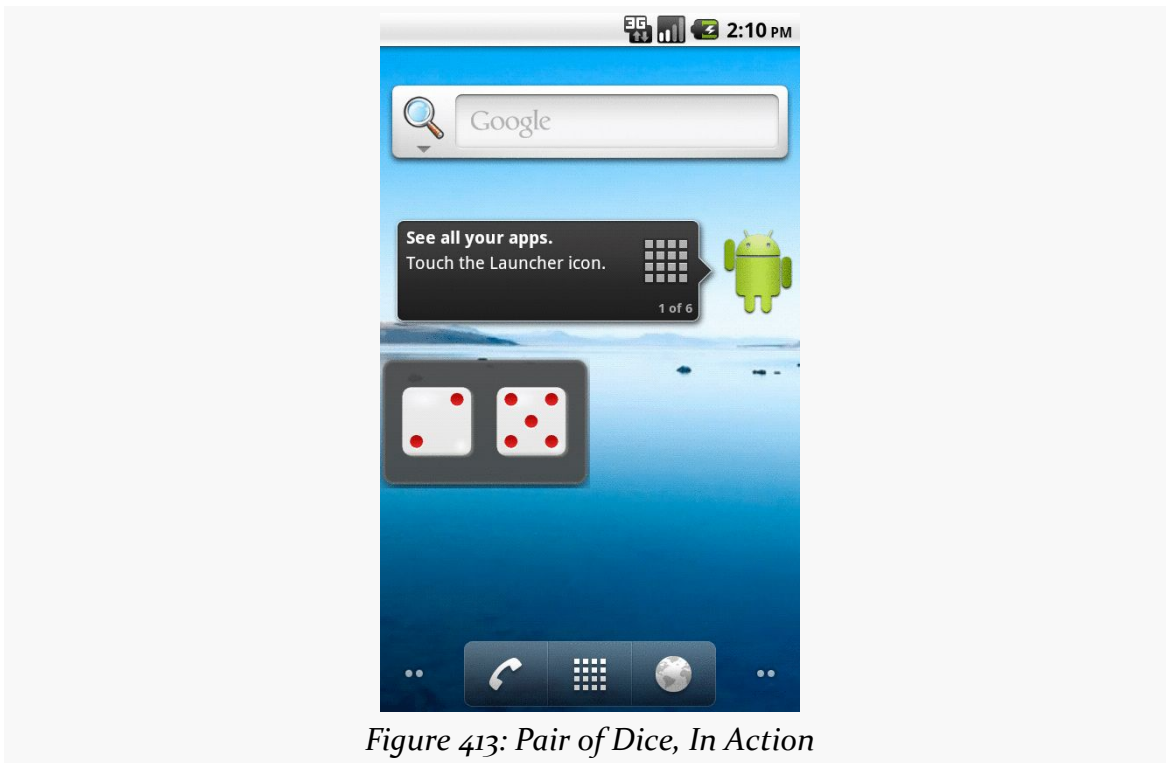 3G 2:10 PM
Google
See all your apps.
Touch the Launcher icon.
1 of 6
Figure 413: Pair of Dice, In Action